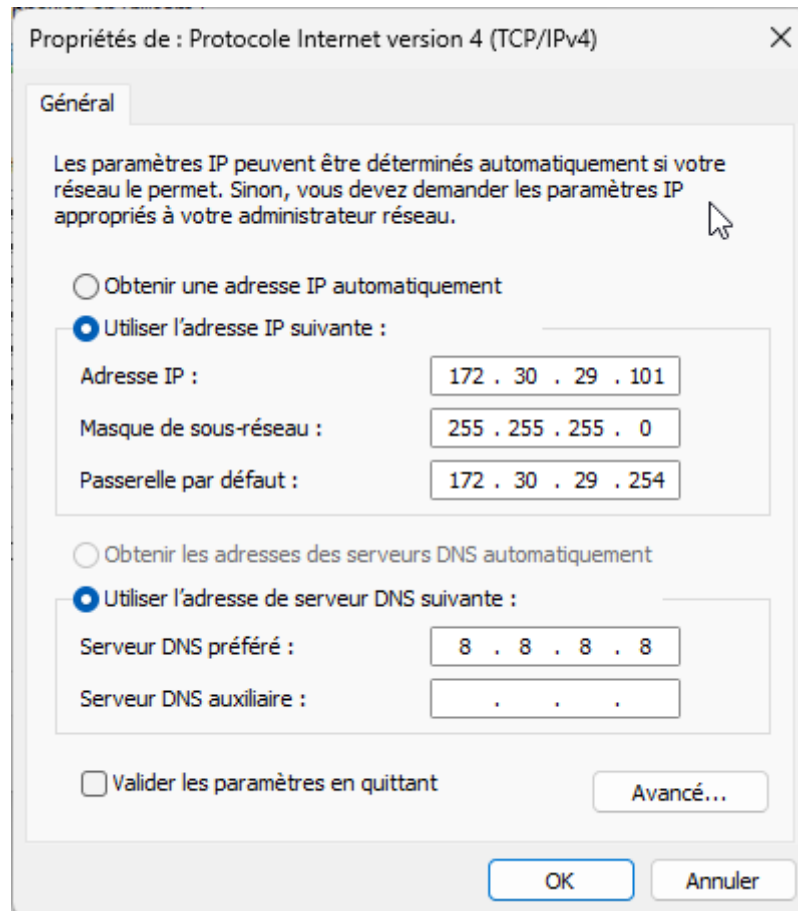 Propriétés de : Protocole Internet version 4 (TCP/IPv4)
Général
Les paramètres IP peuvent être déterminés automatiquement si votre
réseau le permet. Sinon, vous devez demander les paramètres IP
appropriés à votre administrateur réseau.
Obtenir une adresse IP automatiquement
Utiliser l'adresse IP suivante :
Adresse IP : 172 . 30 . 29 . 101
Masque de sous-réseau : 255 . 255 . 255 . 0
Passerelle par défaut : 172 . 30 . 29 . 254
Obtenir les adresses des serveurs DNS automatiquement
Utiliser l'adresse de serveur DNS suivante :
Serveur DNS préféré : 8 . 8 . 8 . 8
Serveur DNS auxiliaire : . . .
Valider les paramètres en quittant
Avancé...
OK Annuler